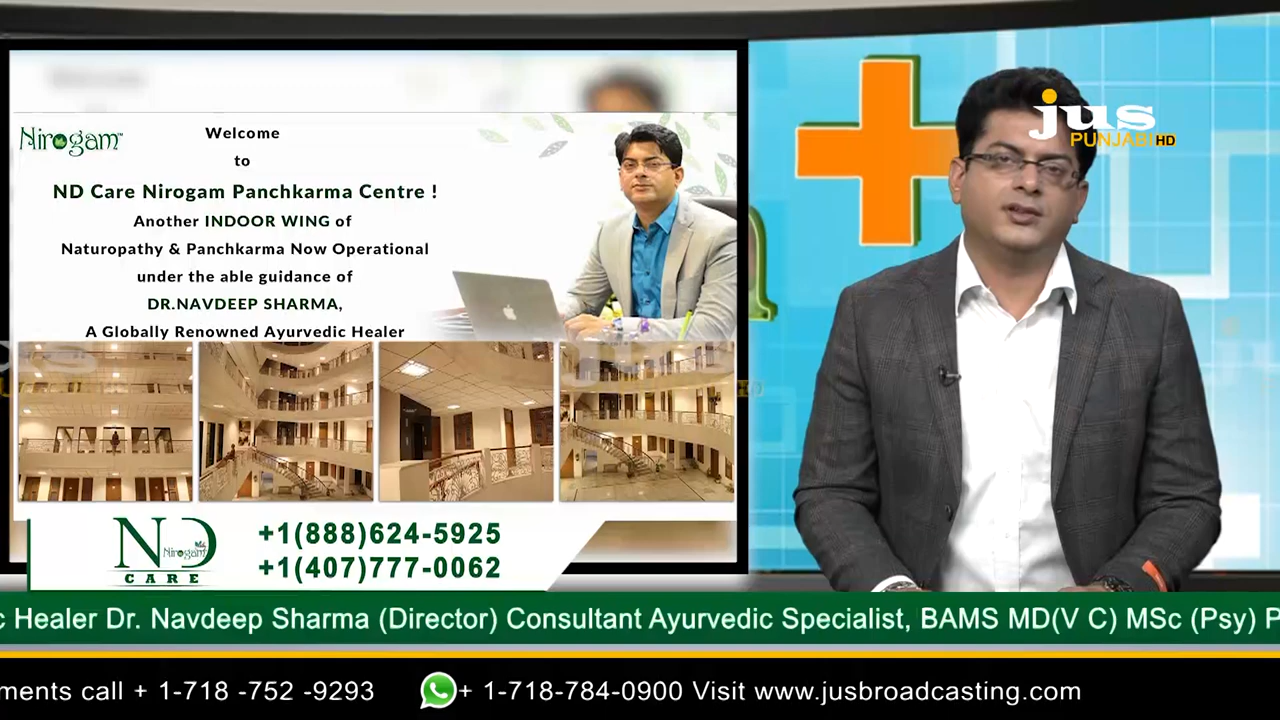 jus
PUNJABI HD
Nirogam™
Welcome
to
ND Care Nirogam Panchkarma Centre !
Another INDOOR WING of
Naturopathy & Panchkarma Now Operational
under the able guidance of
DR.NAVDEEP SHARMA,
A Globally Renowned Ayurvedic Healer
ND
Nirogam
CARE
+1(888)624-5925
+1(407)777-0062
c Healer Dr. Navdeep Sharma (Director) Consultant Ayurvedic Specialist, BAMS MD(V C) MSc (Psy) P
ments call + 1-718 -752 -9293 + 1-718-784-0900 Visit www.jusbroadcasting.com